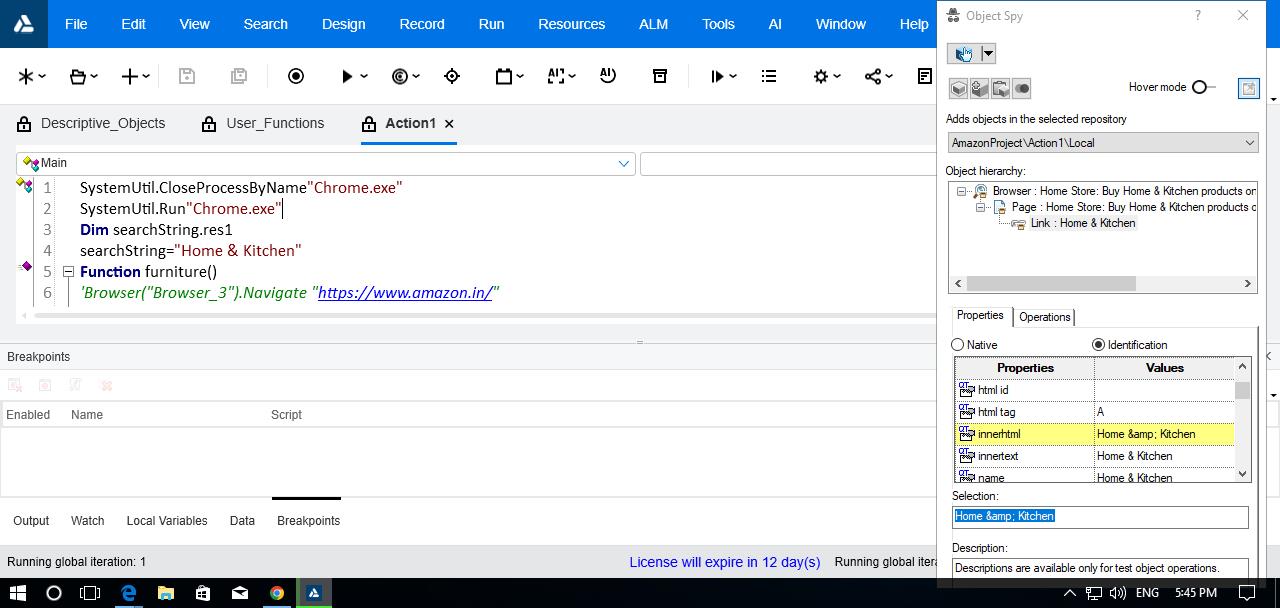 File Edit View Search Design Record Run Resources ALM Tools AI Window Help
Descriptive_Objects User_Functions Action1
Main
1 SystemUtil.CloseProcessByName"Chrome.exe"
2 SystemUtil.Run"Chrome.exe"
3 Dim searchString.res1
4 searchString="Home & Kitchen"
5 Function furniture()
6 'Browser("Browser_3").Navigate "https://www.amazon.in/"
Breakpoints
Enabled Name Script
Output Watch Local Variables Data Breakpoints
Running global iteration: 1 License will expire in 12 day(s) Running global itera
Object Spy ?
Hover mode
Adds objects in the selected repository
AmazonProject\Action1\Local
Object hierarchy:
Browser : Home Store: Buy Home & Kitchen products on
Page : Home Store: Buy Home & Kitchen products o
Link : Home & Kitchen
Properties Operations
Native Identification
Properties Values
html id
html tag A
innerhtml Home &amp; Kitchen
innertext Home & Kitchen
name Home & Kitchen
Selection:
Home &amp; Kitchen
Description:
Descriptions are available only for test object operations.
ENG 5:45 PM